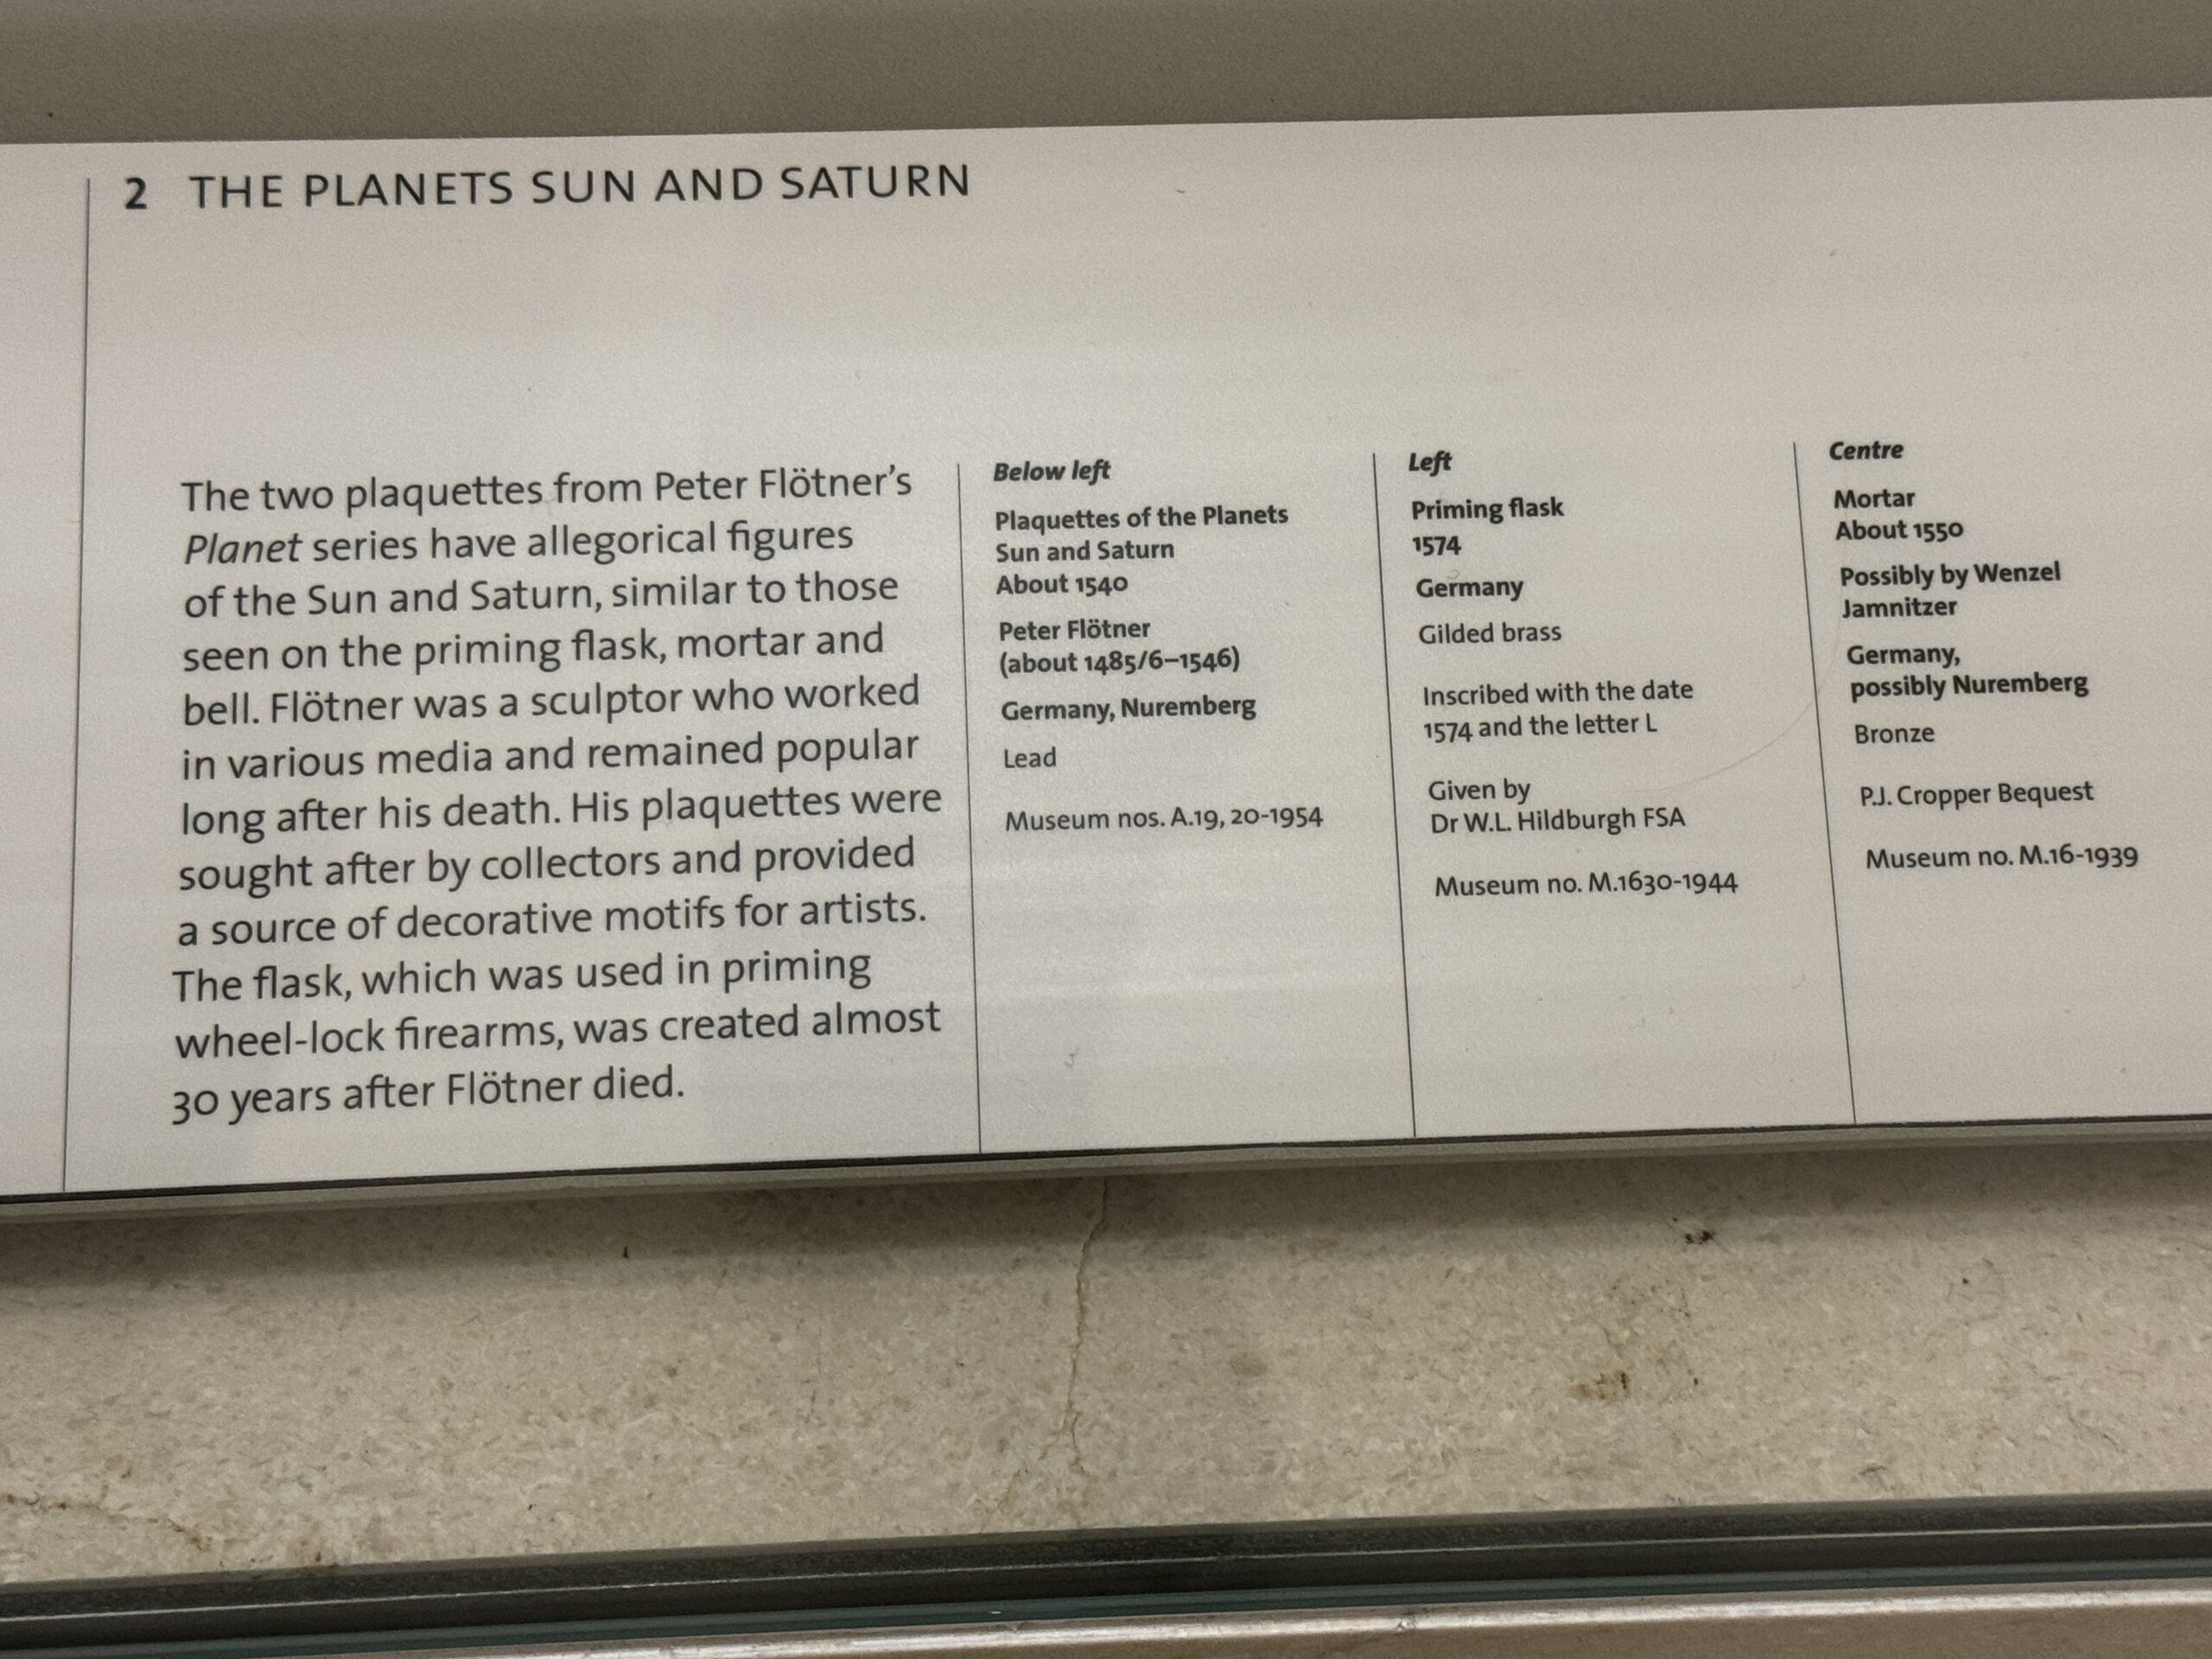 2 THE PLANETS SUN AND SATURN
The two plaquettes from Peter Flötner's
Planet series have allegorical figures
of the Sun and Saturn, similar to those
seen on the priming flask, mortar and
bell. Flötner was a sculptor who worked
in various media and remained popular
long after his death. His plaquettes were
sought after by collectors and provided
a source of decorative motifs for artists.
The flask, which was used in priming
wheel-lock firearms, was created almost
30 years after Flötner died.
Below left
Plaquettes of the Planets
Sun and Saturn
About 1540
Peter Flötner
(about 1485/6–1546)
Germany, Nuremberg
Lead
Museum nos. A.19, 20-1954
Left
Priming flask
1574
Germany
Gilded brass
Inscribed with the date
1574 and the letter L
Given by
Dr W.L. Hildburgh FSA
Museum no. M.1630-1944
Centre
Mortar
About 1550
Possibly by Wenzel
Jamnitzer
Germany,
possibly Nuremberg
Bronze
P.J. Cropper Bequest
Museum no. M.16-1939